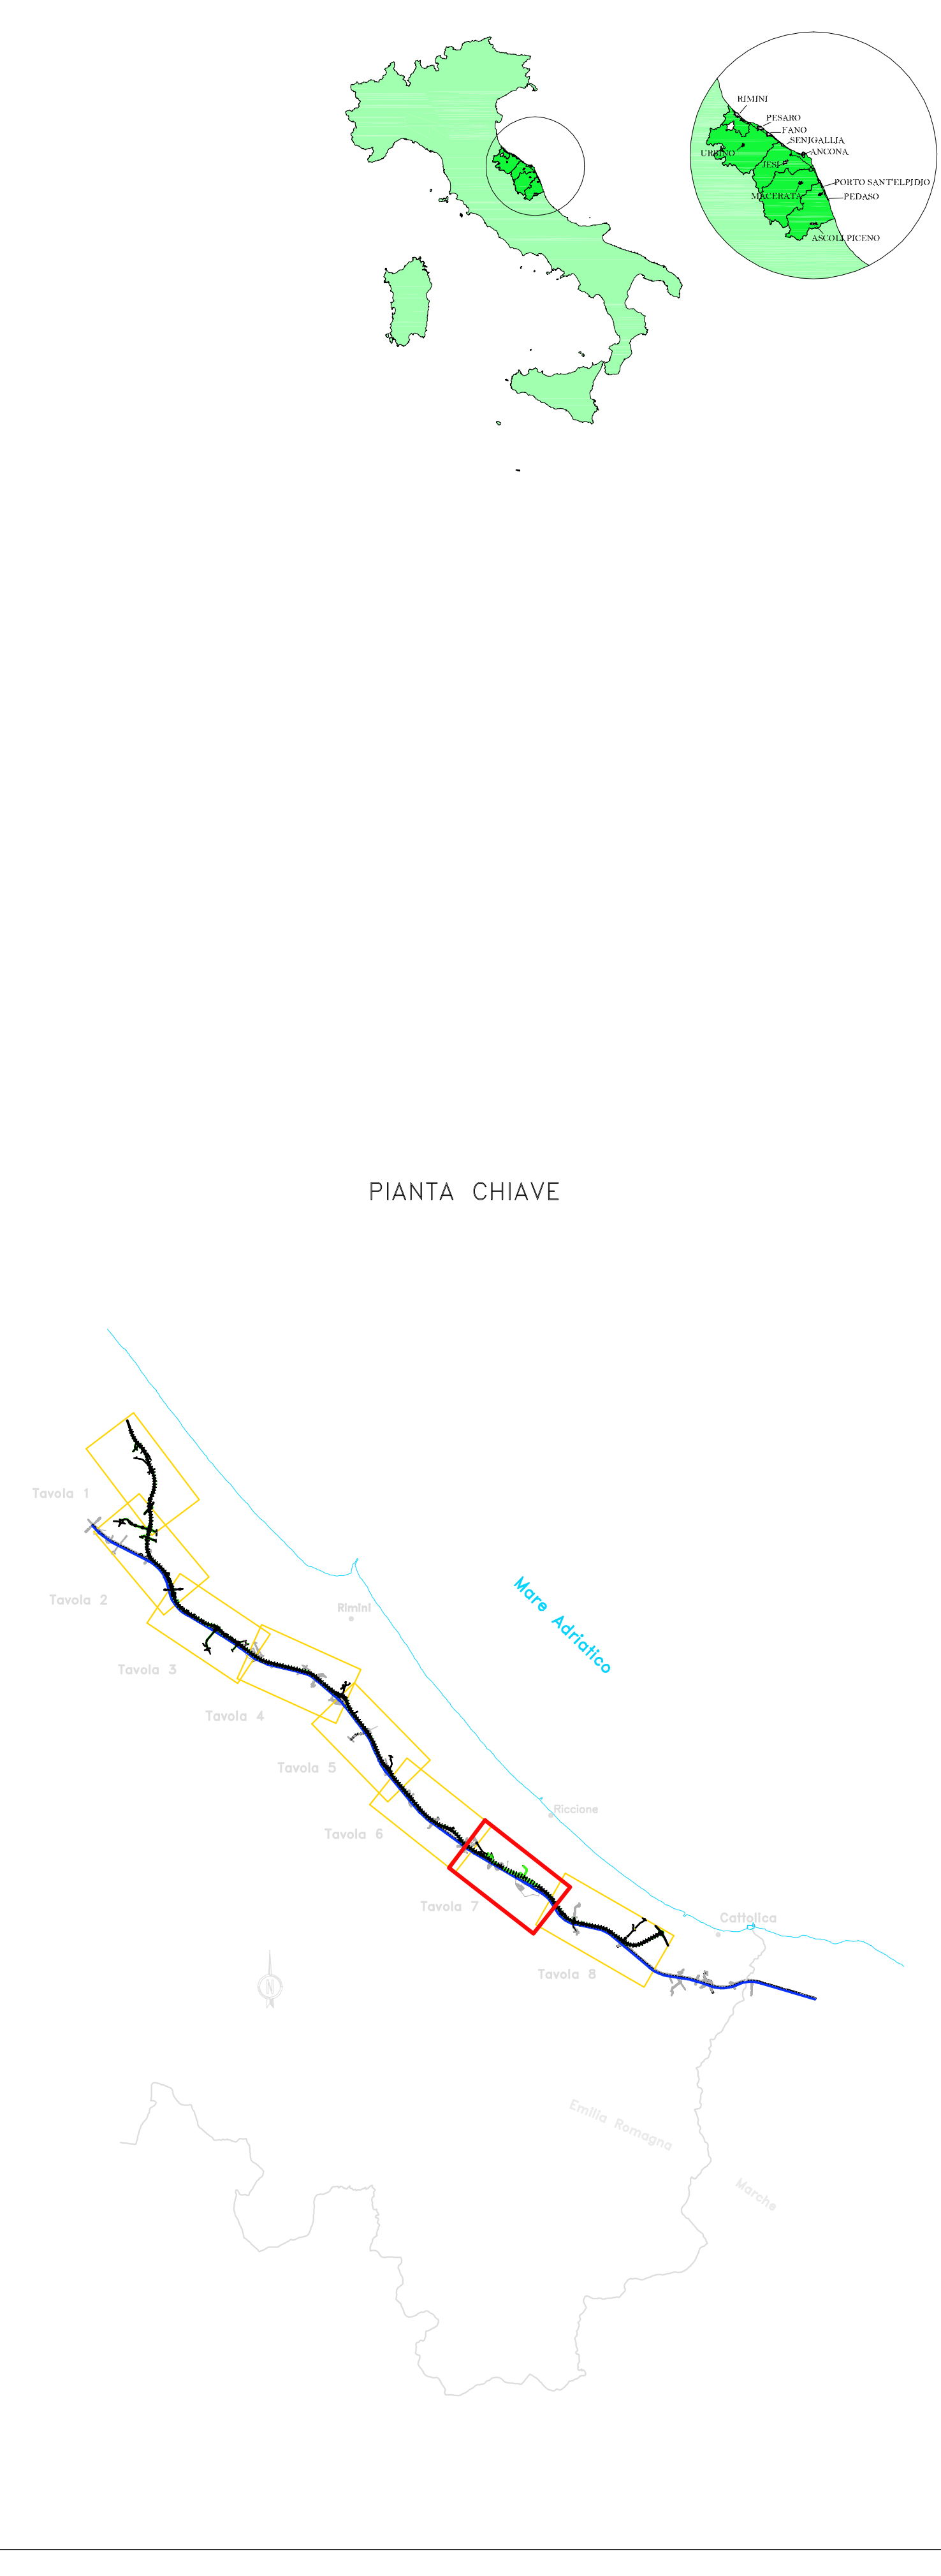 RIMINI
PESARO
FANO
SENJGALLJA
URBINO
ANCONA
JESI
PORTO SANT'ELPJDJO
MACERATA
PEDASO
ASCOLI PICENO
PIANTA CHIAVE
Tavola 1
Mare Adriatico
Tavola 2
Rimini
Tavola 3
Tavola 4
Tavola 5
Riccione
Tavola 6
Tavola 7
Cattolica
Tavola 8
N
Emilia Romagna
Marche